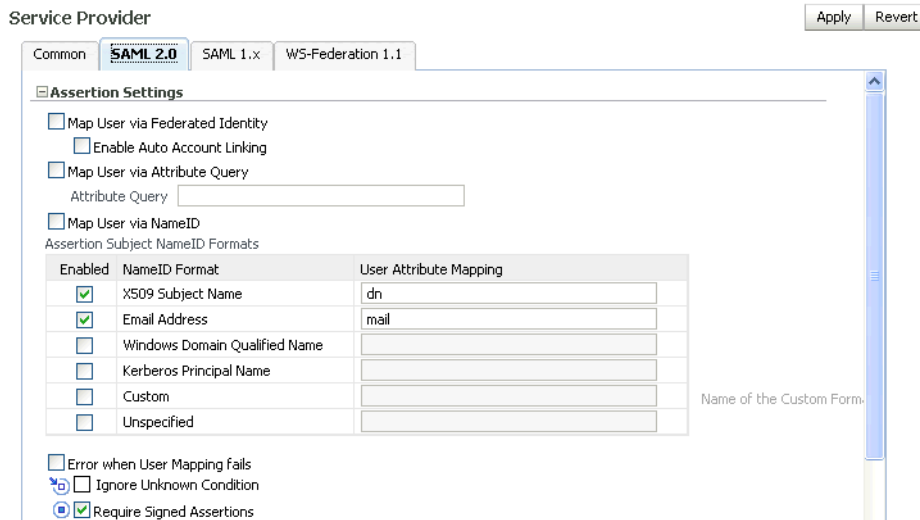 Service Provider
Apply Revert
Common SAML 2.0 SAML 1.x WS-Federation 1.1
Assertion Settings
Map User via Federated Identity
Enable Auto Account Linking
Map User via Attribute Query
Attribute Query
Map User via NameID
Assertion Subject NameID Formats
Enabled NameID Format User Attribute Mapping
X509 Subject Name dn
Email Address mail
Windows Domain Qualified Name
Kerberos Principal Name
Custom Name of the Custom Form
Unspecified
Error when User Mapping fails
Ignore Unknown Condition
Require Signed Assertions